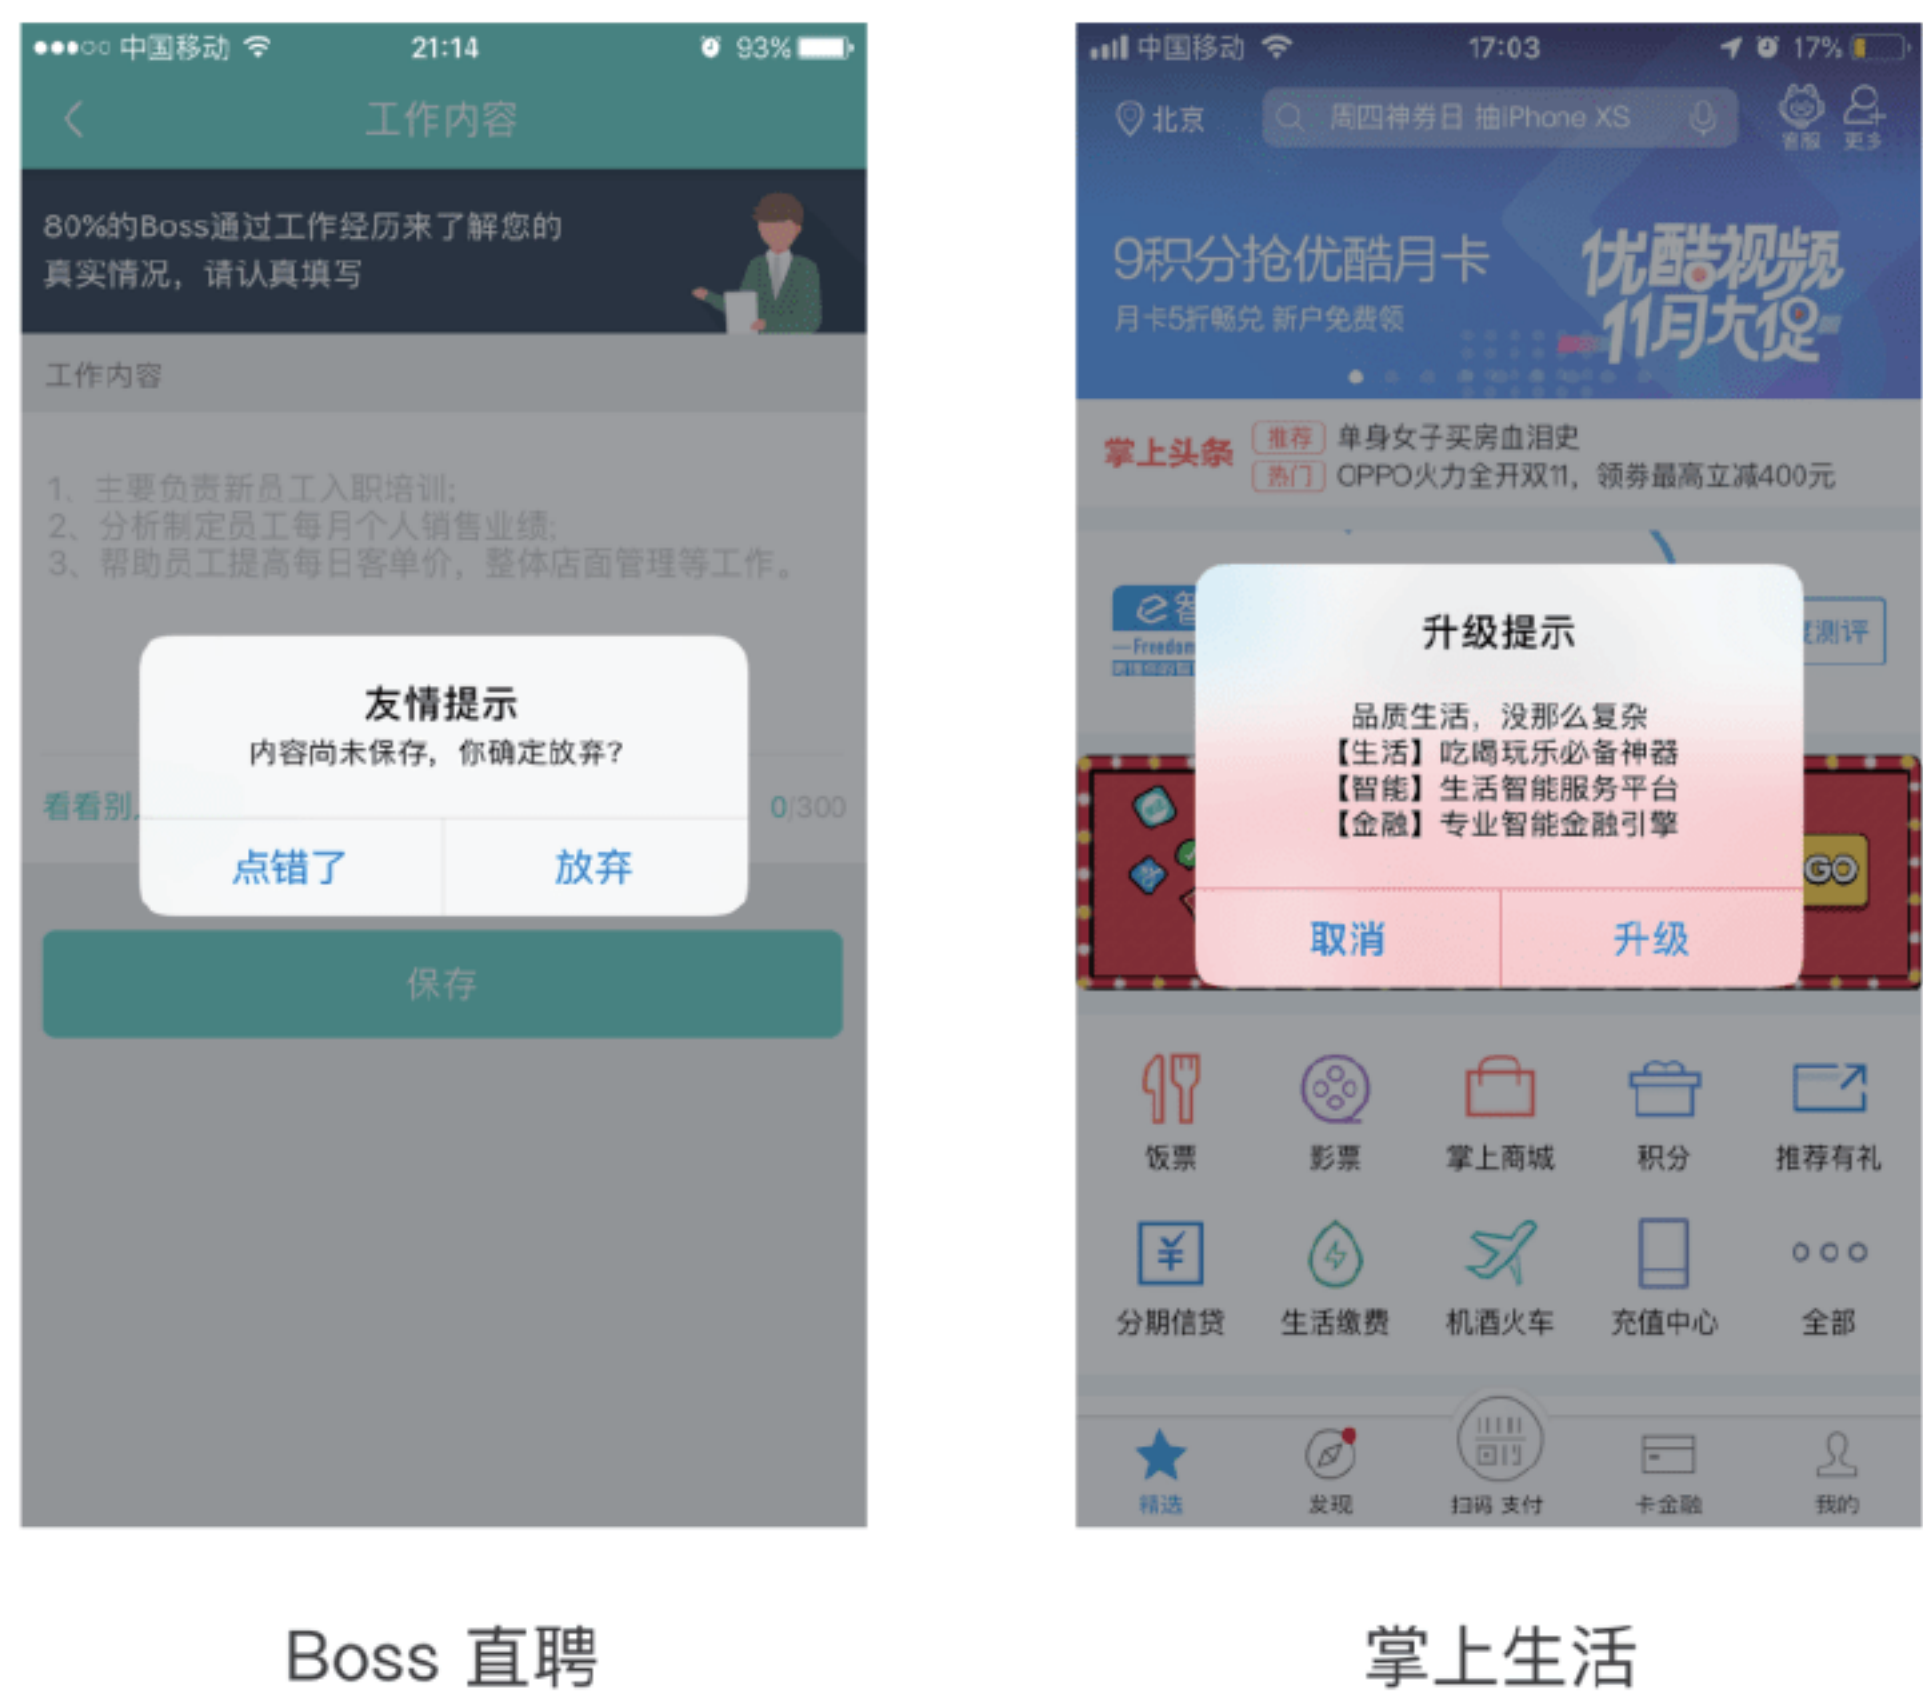 中国移动
21:14
93%
工作内容
80%的Boss通过工作经历来了解您的
真实情况，请认真填写
工作内容
1、主要负责新员工入职培训;
2、分析制定员工每月个人销售业绩;
3、帮助员工提高每日客单价，整体店面管理等工作。
友情提示
内容尚未保存，你确定放弃？
看看别
0/300
点错了
放弃
保存
Boss 直聘
中国移动
17:03
17%
北京
周四神券日 抽iPhone XS
客服
更多
9积分抢优酷月卡
月卡5折畅兑 新户免费领
优酷视频
11月大促
掌上头条
推荐
单身女子买房血泪史
热门
OPPO火力全开双11，领券最高立减400元
e智
Freedom
测评
升级提示
品质生活，没那么复杂
【生活】吃喝玩乐必备神器
【智能】生活智能服务平台
【金融】专业智能金融引擎
GO
取消
升级
饭票
影票
掌上商城
积分
推荐有礼
分期信贷
生活缴费
机酒火车
充值中心
全部
精选
发现
扫码 支付
卡金融
我的
掌上生活